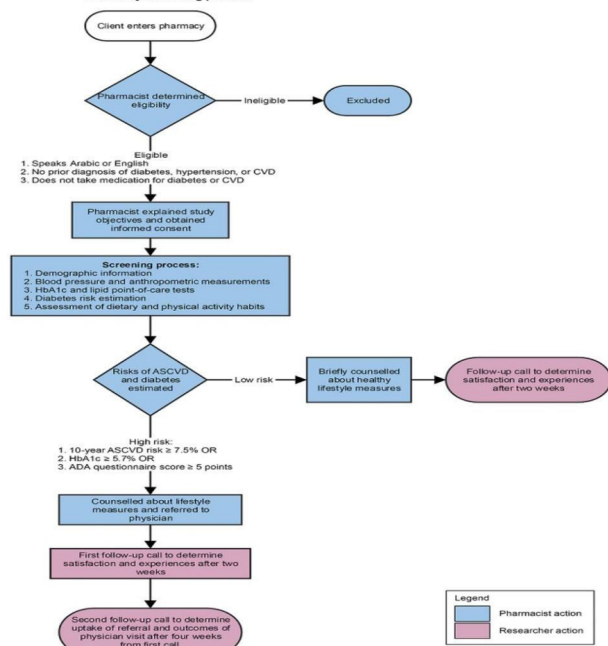 Client enters pharmacy
Pharmacist determined
eligibility
Ineligible
Excluded
Eligible
1. Speaks Arabic or English
2. No prior diagnosis of diabetes, hypertension, or CVD
3. Does not take medication for diabetes or CVD
Pharmacist explained study
objectives and obtained
informed consent
Screening process:
1. Demographic information
2. Blood pressure and anthropometric measurements
3. HbA1c and lipid point-of-care tests
4. Diabetes risk estimation
5. Assessment of dietary and physical activity habits
Risks of ASCVD
and diabetes
estimated
Low risk
Briefly counselled
about healthy
lifestyle measures
Follow-up call to determine
satisfaction and experiences
after two weeks
High risk:
1. 10-year ASCVD risk ≥ 7.5% OR
2. HbA1c ≥ 5.7% OR
3. ADA questionnaire score ≥ 5 points
Counselled about lifestyle
measures and referred to
physician
First follow-up call to determine
satisfaction and experiences after two
weeks
Second follow-up call to determine
uptake of referral and outcomes of
physician visit after four weeks
from first call
Legend
Pharmacist action
Researcher action